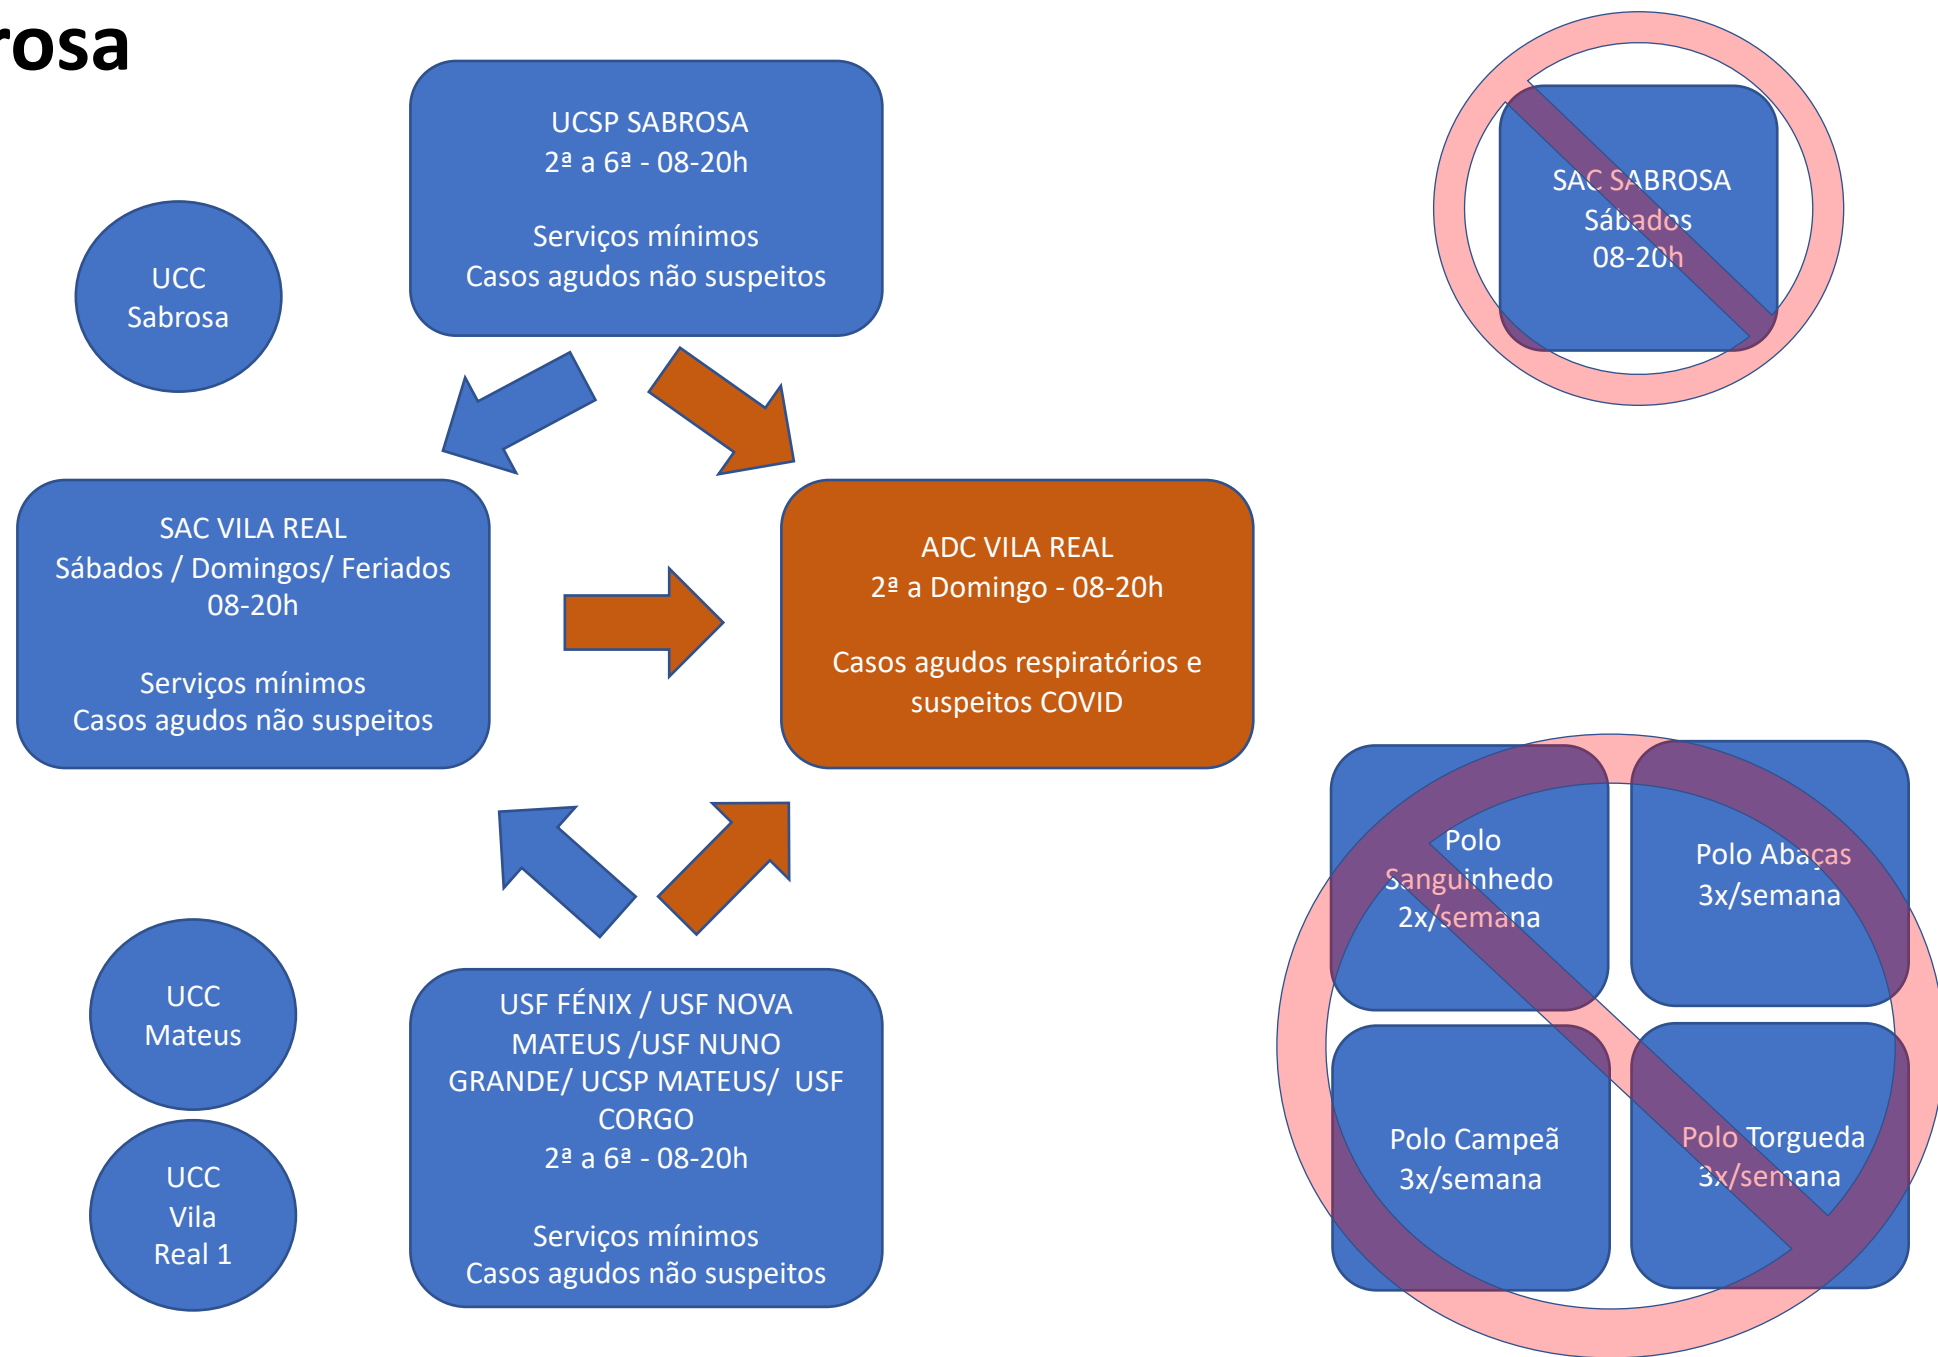 rosa
UCSP SABROSA
2ª a 6ª - 08-20h
Serviços mínimos
Casos agudos não suspeitos
SAC SABROSA
Sábados
08-20h
UCC
Sabrosa
SAC VILA REAL
Sábados / Domingos/ Feriados
08-20h
Serviços mínimos
Casos agudos não suspeitos
ADC VILA REAL
2ª a Domingo - 08-20h
Casos agudos respiratórios e
suspeitos COVID
Polo
Sanguinhedo
2x/semana
Polo Abaças
3x/semana
Polo Campeã
3x/semana
Polo Torgueda
3x/semana
UCC
Mateus
UCC
Vila
Real 1
USF FÉNIX / USF NOVA
MATEUS /USF NUNO
GRANDE/ UCSP MATEUS/ USF
CORGO
2ª a 6ª - 08-20h
Serviços mínimos
Casos agudos não suspeitos